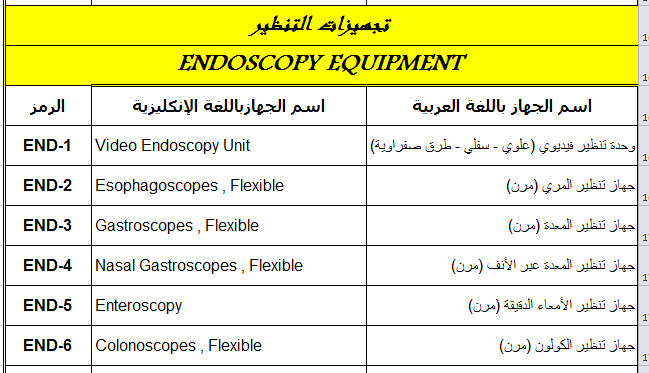 تجهيزات التنظير
ENDOSCOPY EQUIPMENT
اسم الجهاز باللغة العربية اسم الجهازباللغة الإنكليزية الرمز
وحدة تنظير فيديوي (علوي - سفلي - طرق صفراوية) Video Endoscopy Unit END-1
جهاز تنظير المري (مرن) Esophagoscopes , Flexible END-2
جهاز تنظير المعدة (مرن) Gastroscopes , Flexible END-3
جهاز تنظير المعدة عبر الأنف (مرن) Nasal Gastroscopes , Flexible END-4
جهاز تنظير الأمعاء الدقيقة (مرن) Enteroscopy END-5
جهاز تنظير الكولون (مرن) Colonoscopes , Flexible END-6